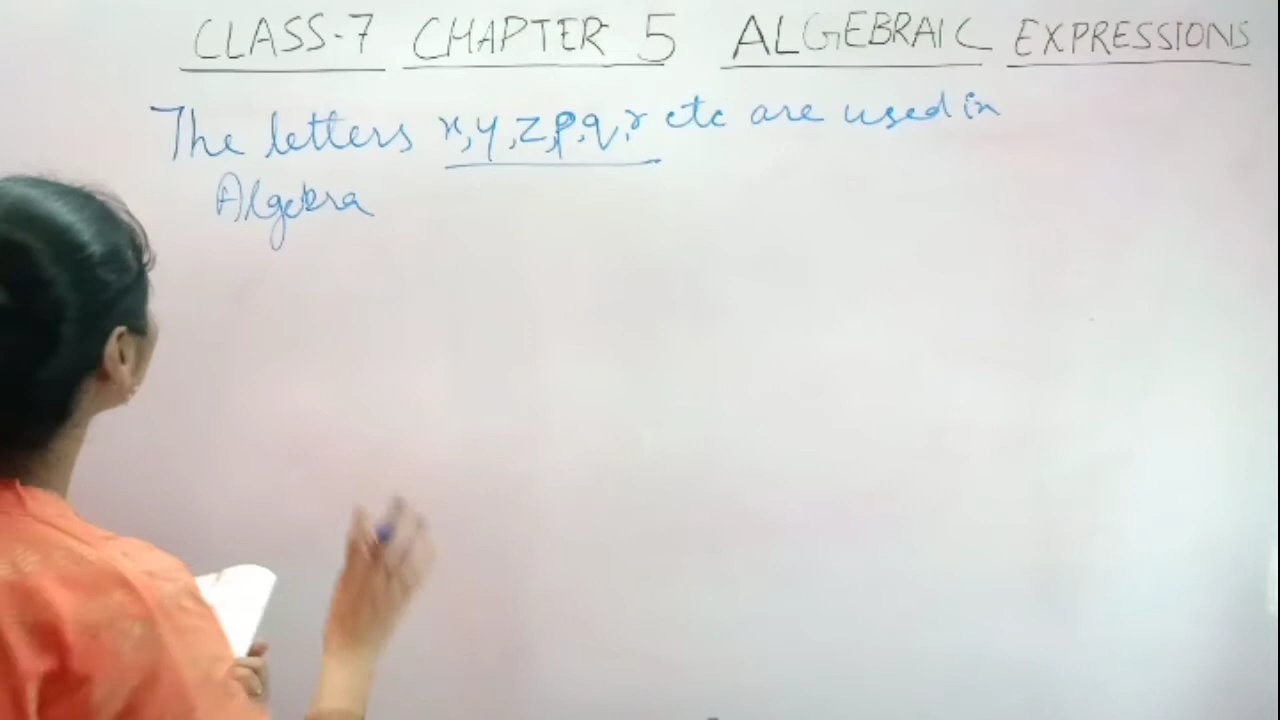 CLASS-7 CHAPTER 5 ALGEBRAIC EXPRESSIONS
The letters x, y, z, p, q, r etc are used in
Algebra